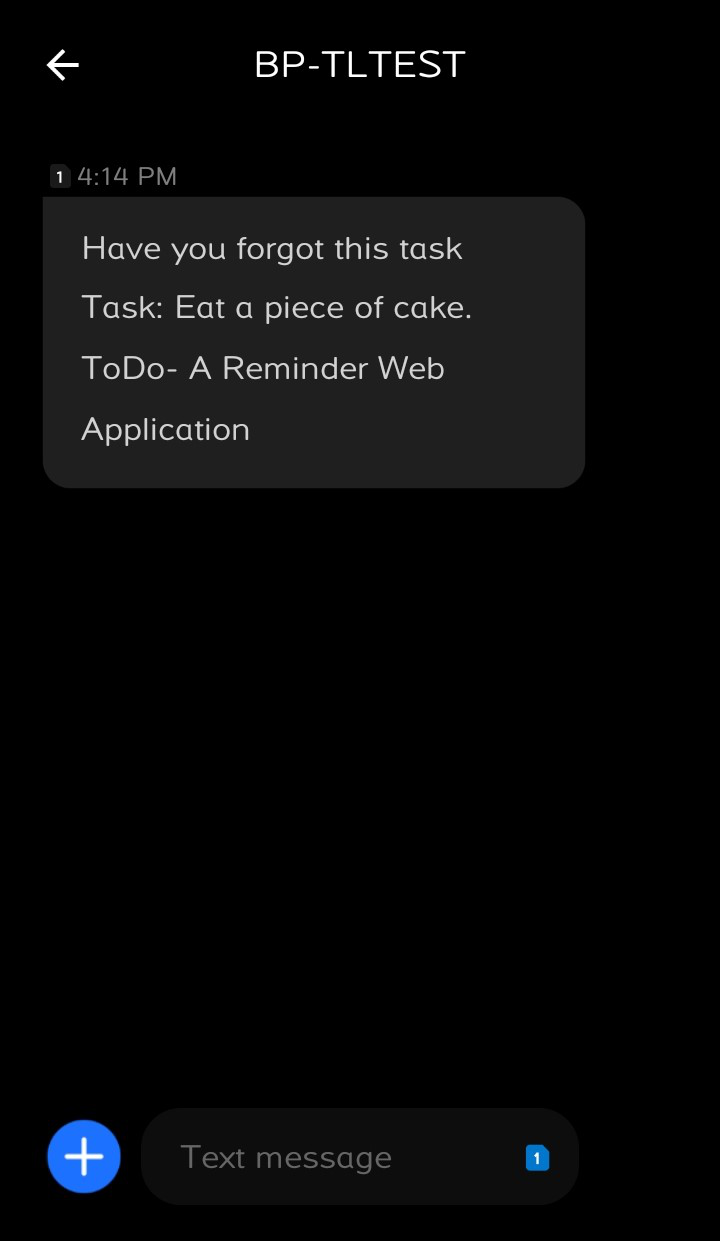 BP-TLTEST
1 4:14 PM
Have you forgot this task
Task: Eat a piece of cake.
ToDo- A Reminder Web
Application
Text message 1